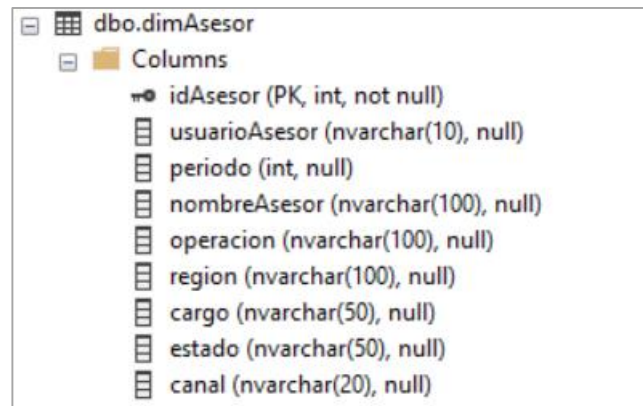 dbo.dimAsesor
Columns
idAsesor (PK, int, not null)
usuarioAsesor (nvarchar(10), null)
periodo (int, null)
nombreAsesor (nvarchar(100), null)
operacion (nvarchar(100), null)
region (nvarchar(100), null)
cargo (nvarchar(50), null)
estado (nvarchar(50), null)
canal (nvarchar(20), null)